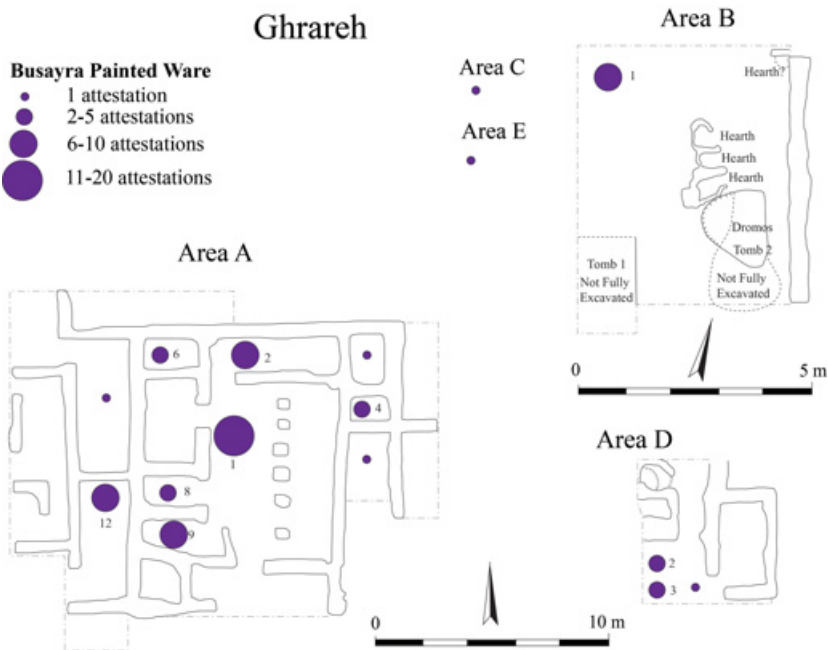 Ghrareh
Busayra Painted Ware
1 attestation
2-5 attestations
6-10 attestations
11-20 attestations
Area C
Area E
Area B
1
Hearth?
Hearth
Hearth
Hearth
Dromos
Tomb 2
Not Fully
Excavated
Tomb 1
Not Fully
Excavated
0
5 m
Area A
6
2
4
1
8
12
9
0
10 m
Area D
2
3